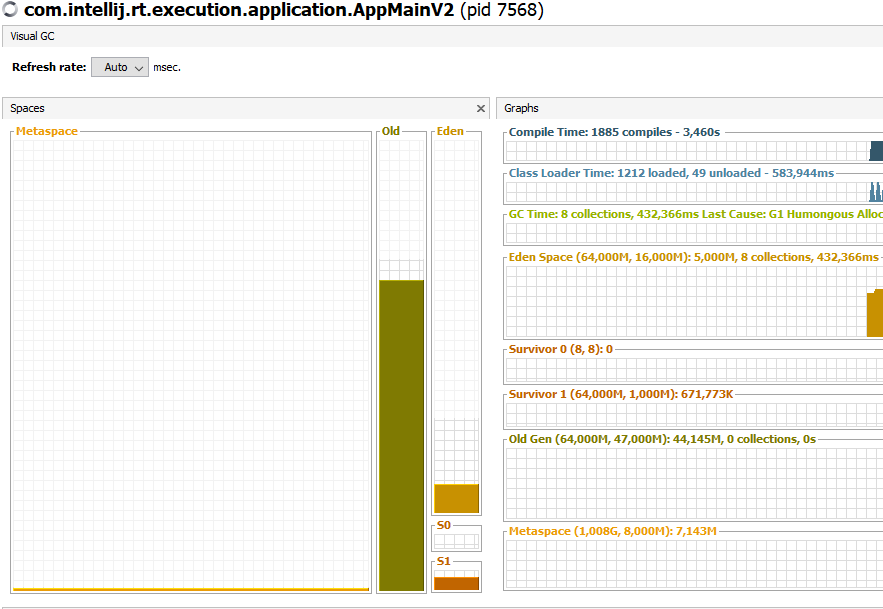 com.intellij.rt.execution.application.AppMainV2 (pid 7568)
Visual GC
Refresh rate: Auto msec.
Spaces
Metaspace
Old
Eden
S0
S1
Graphs
Compile Time: 1885 compiles - 3,460s
Class Loader Time: 1212 loaded, 49 unloaded - 583,944ms
GC Time: 8 collections, 432,366ms Last Cause: G1 Humongous Alloc
Eden Space (64,000M, 16,000M): 5,000M, 8 collections, 432,366ms
Survivor 0 (8, 8): 0
Survivor 1 (64,000M, 1,000M): 671,773K
Old Gen (64,000M, 47,000M): 44,145M, 0 collections, 0s
Metaspace (1,008G, 8,000M): 7,143M